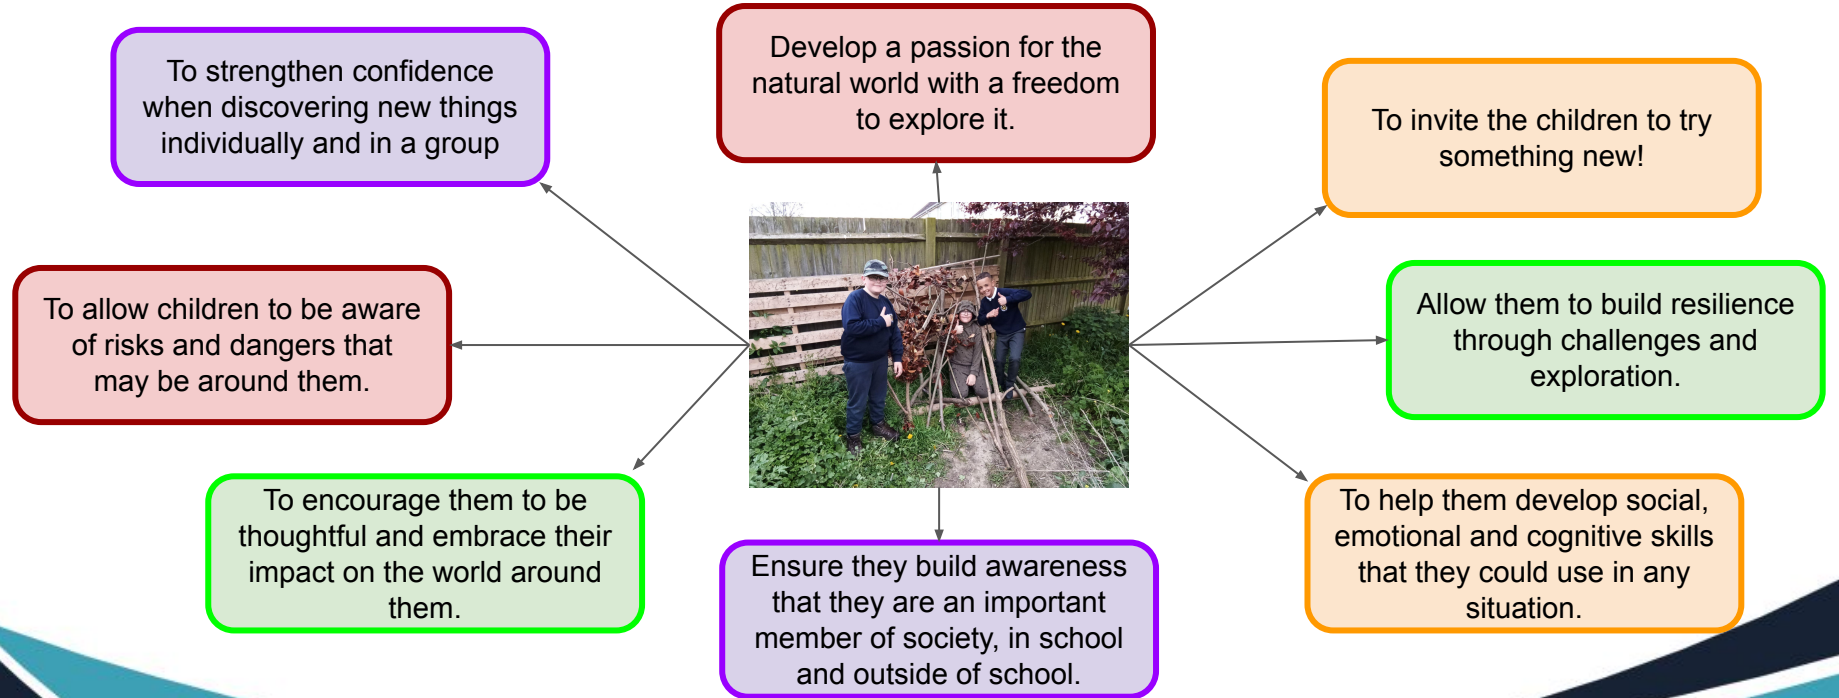 To strengthen confidence
when discovering new things
individually and in a group
Develop a passion for the
natural world with a freedom
to explore it.
To invite the children to try
something new!
To allow children to be aware
of risks and dangers that
may be around them.
Allow them to build resilience
through challenges and
exploration.
To encourage them to be
thoughtful and embrace their
impact on the world around
them.
Ensure they build awareness
that they are an important
member of society, in school
and outside of school.
To help them develop social,
emotional and cognitive skills
that they could use in any
situation.